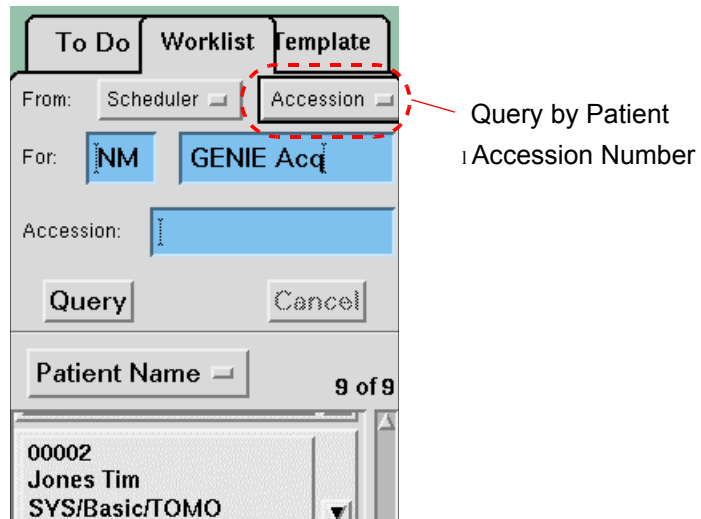 To Do Worklist Template
From: Scheduler Accession
Query by Patient
l Accession Number
For: NM GENIE Acq
Accession:
Query Cancel
Patient Name 9 of 9
00002
Jones Tim
SYS/Basic/TOMO